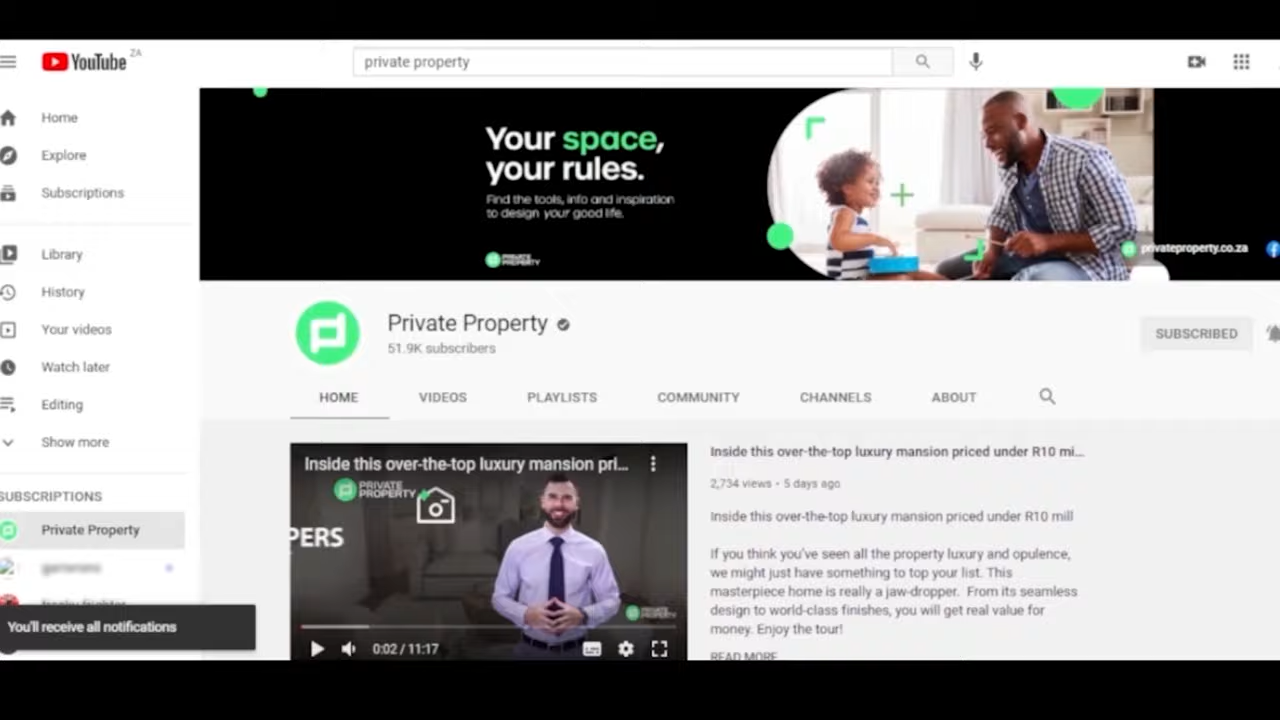 YouTube ZA
private property
Home
Explore
Subscriptions
Library
History
Your videos
Watch later
Editing
Show more
SUBSCRIPTIONS
Private Property
You'll receive all notifications
Your space,
your rules.
Find the tools, info and inspiration
to design your good life.
PRIVATE
PROPERTY
privateproperty.co.za
Private Property
51.9K subscribers
SUBSCRIBED
HOME
VIDEOS
PLAYLISTS
COMMUNITY
CHANNELS
ABOUT
Inside this over-the-top luxury mansion pri...
PRIVATE
PROPERTY
PERS
PRIVATE
PROPERTY
0:02 / 11:17
Inside this over-the-top luxury mansion priced under R10 mi...
2,734 views • 5 days ago
Inside this over-the-top luxury mansion priced under R10 mill
If you think you've seen all the property luxury and opulence,
we might just have something to top your list. This
masterpiece home is really a jaw-dropper. From its seamless
design to world-class finishes, you will get real value for
money. Enjoy the tour!
READ MORE